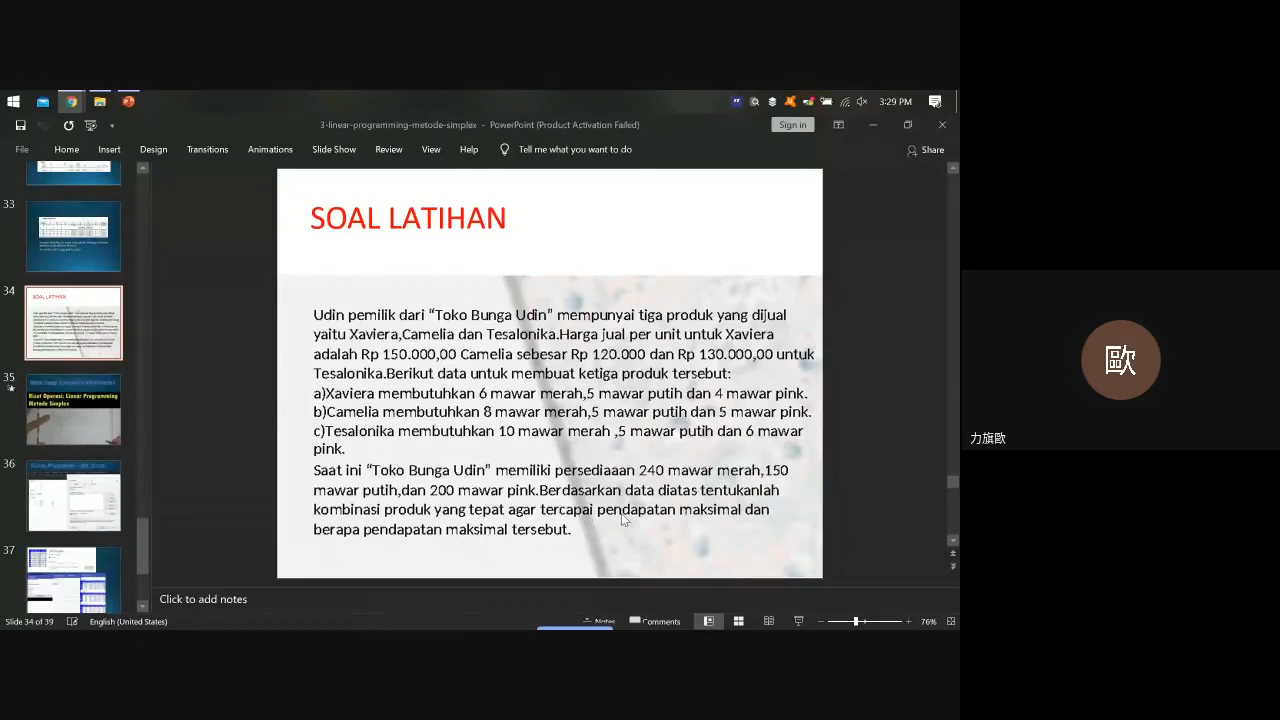 3:29 PM
3-linear-programming-metode-simplex - PowerPoint (Product Activation Failed)
Sign in
File Home Insert Design Transitions Animations Slide Show Review View Help Tell me what you want to do Share
33
34
SOAL LATIHAN
35
Riset Operasi: Linear Programming
Metode Simplex
36
37
SOAL LATIHAN
Udin pemilik dari “Toko Bunga Udin” mempunyai tiga produk yang dijual
yaitu Xaviera,Camelia dan Tesalonika.Harga jual per unit untuk Xaviera
adalah Rp 150.000,00 Camelia sebesar Rp 120.000 dan Rp 130.000,00 untuk
Tesalonika.Berikut data untuk membuat ketiga produk tersebut:
a)Xaviera membutuhkan 6 mawar merah,5 mawar putih dan 4 mawar pink.
b)Camelia membutuhkan 8 mawar merah,5 mawar putih dan 5 mawar pink.
c)Tesalonika membutuhkan 10 mawar merah ,5 mawar putih dan 6 mawar
pink.
Saat ini “Toko Bunga Udin” memiliki persediaaan 240 mawar merah,150
mawar putih,dan 200 mawar pink.Berdasarkan data diatas tentukanlah
kombinasi produk yang tepat agar tercapai pendapatan maksimal dan
berapa pendapatan maksimal tersebut.
Click to add notes
Slide 34 of 39 English (United States) Notes Comments 76%
歐
力旗歐